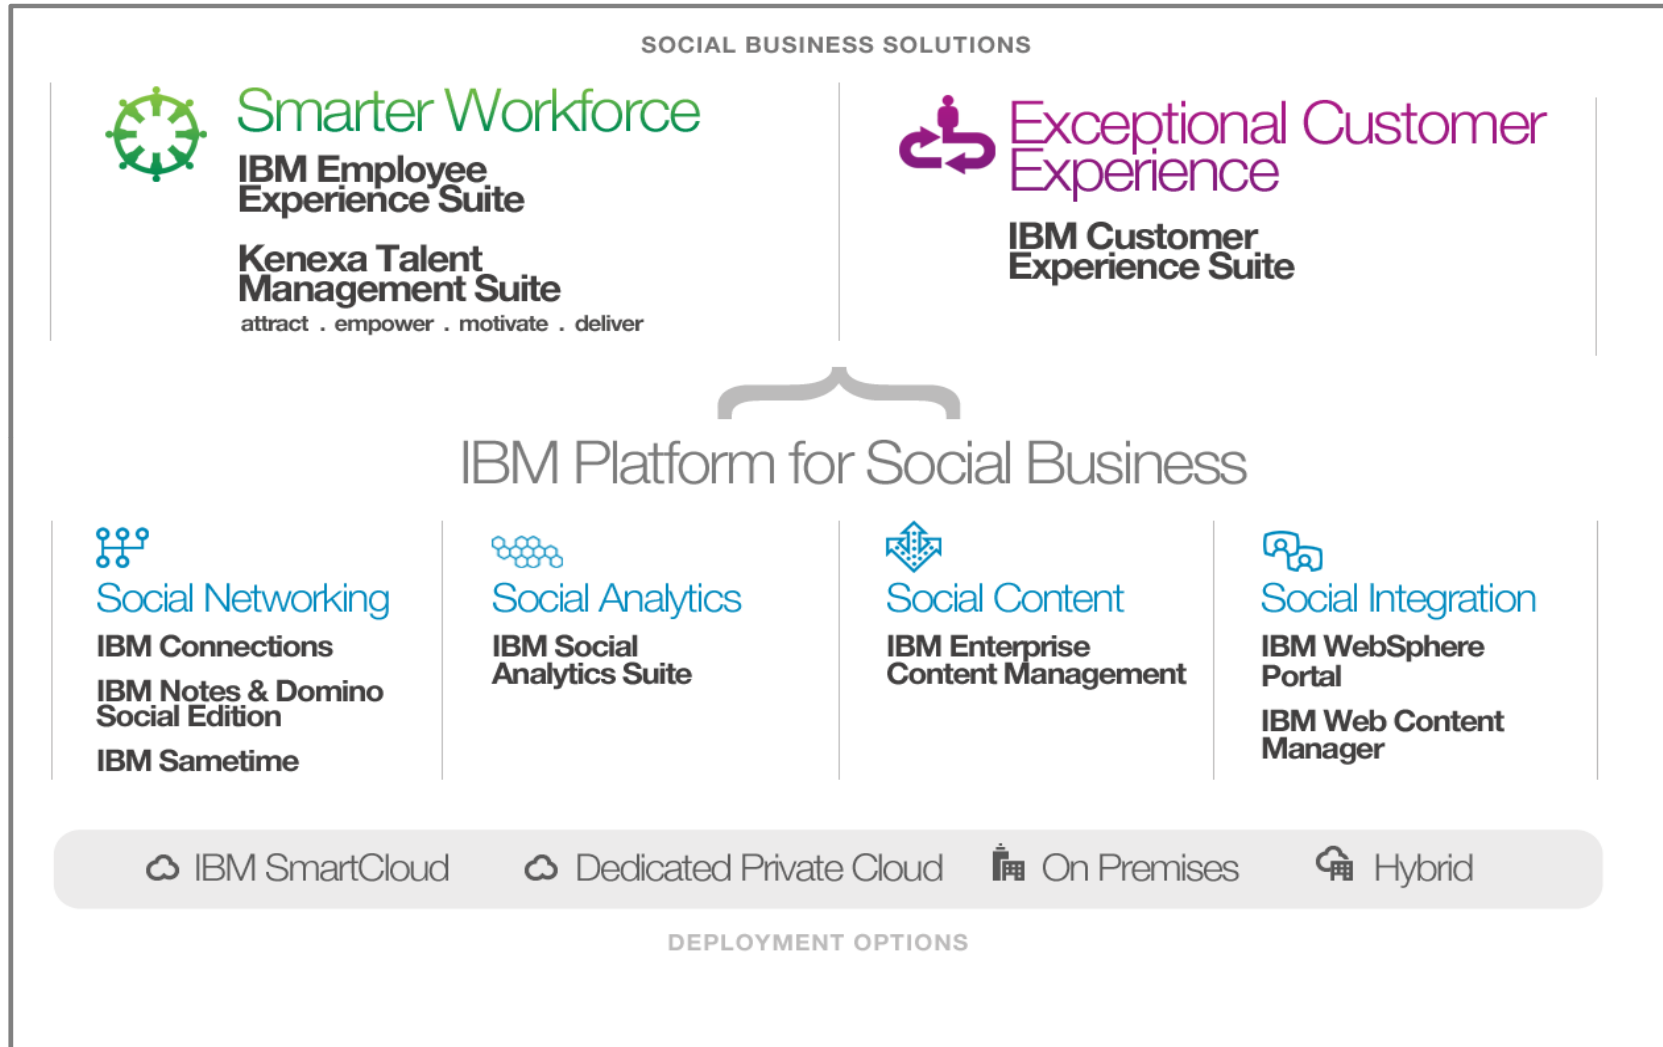 SOCIAL BUSINESS SOLUTIONS
Smarter Workforce
IBM Employee
Experience Suite
Kenexa Talent
Management Suite
attract . empower . motivate . deliver
Exceptional Customer
Experience
IBM Customer
Experience Suite
IBM Platform for Social Business
Social Networking
IBM Connections
IBM Notes & Domino
Social Edition
IBM Sametime
Social Analytics
IBM Social
Analytics Suite
Social Content
IBM Enterprise
Content Management
Social Integration
IBM WebSphere
Portal
IBM Web Content
Manager
IBM SmartCloud
Dedicated Private Cloud
On Premises
Hybrid
DEPLOYMENT OPTIONS